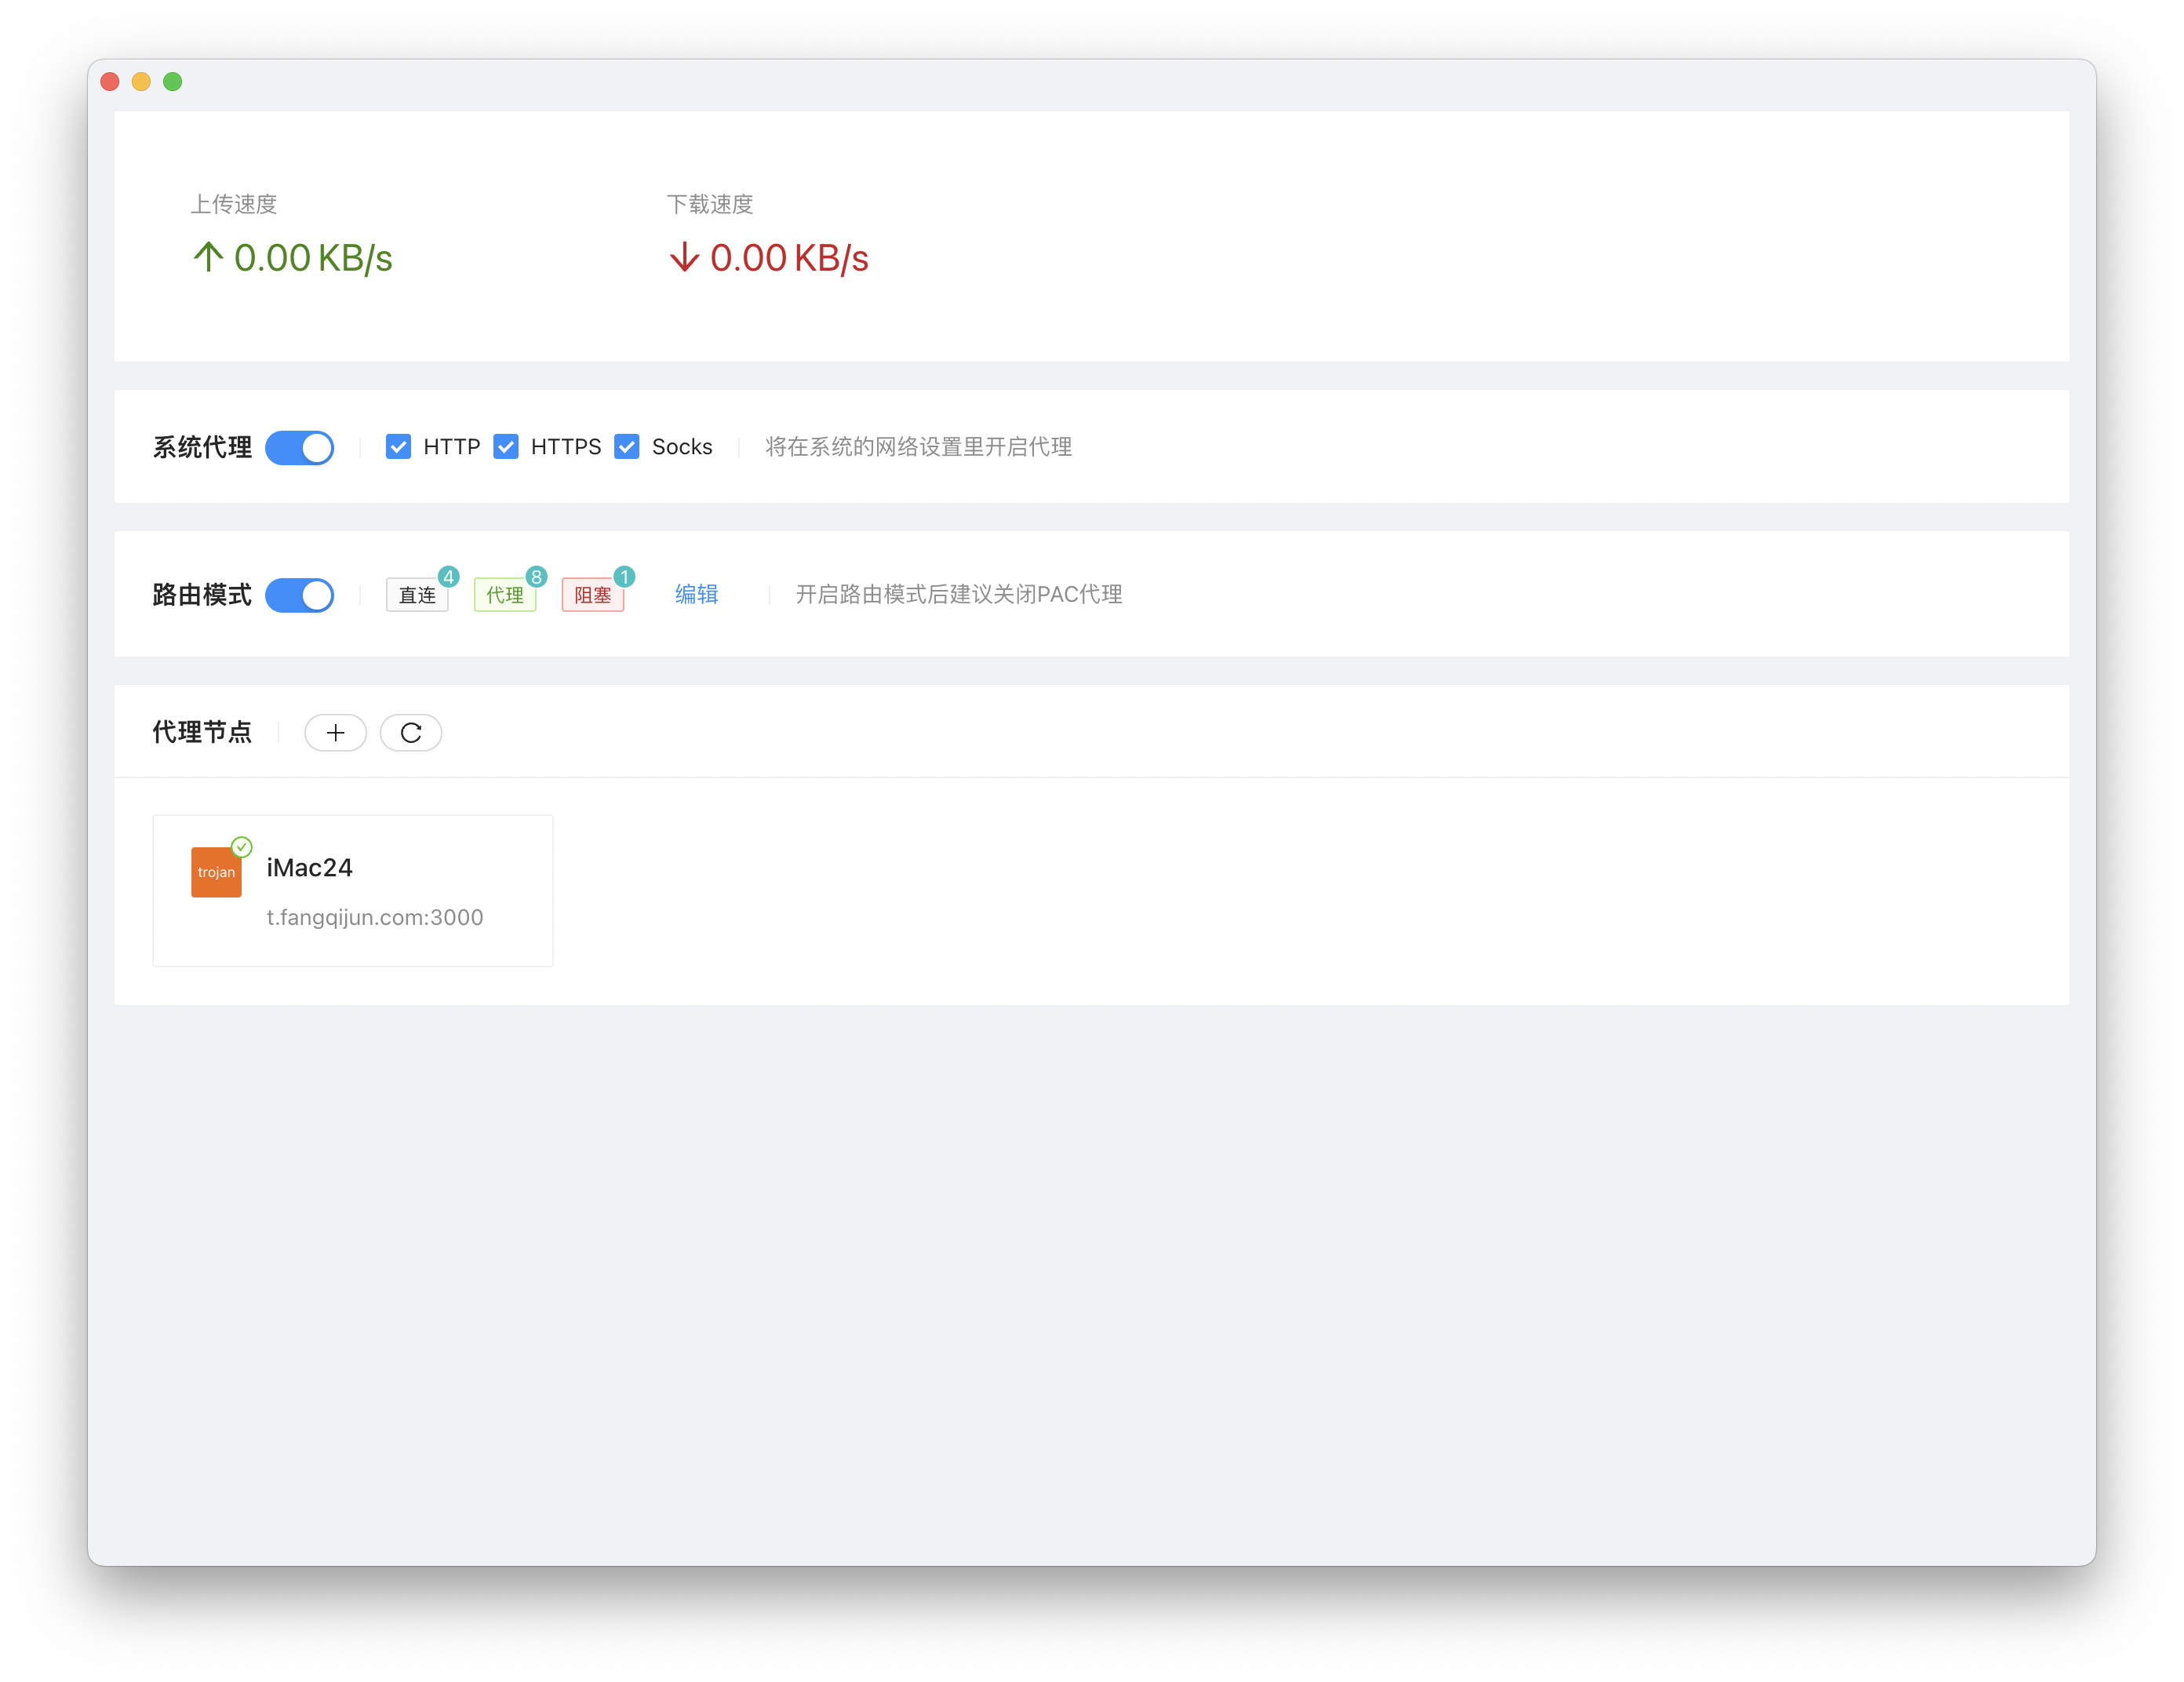 上传速度
下载速度
0.00 KB/s
0.00 KB/s
系统代理 HTTP HTTPS Socks 将在系统的网络设置里开启代理
路由模式 直连 4 代理 8 阻塞 1 编辑 开启路由模式后建议关闭PAC代理
代理节点
trojan
iMac24
t.fangqijun.com:3000